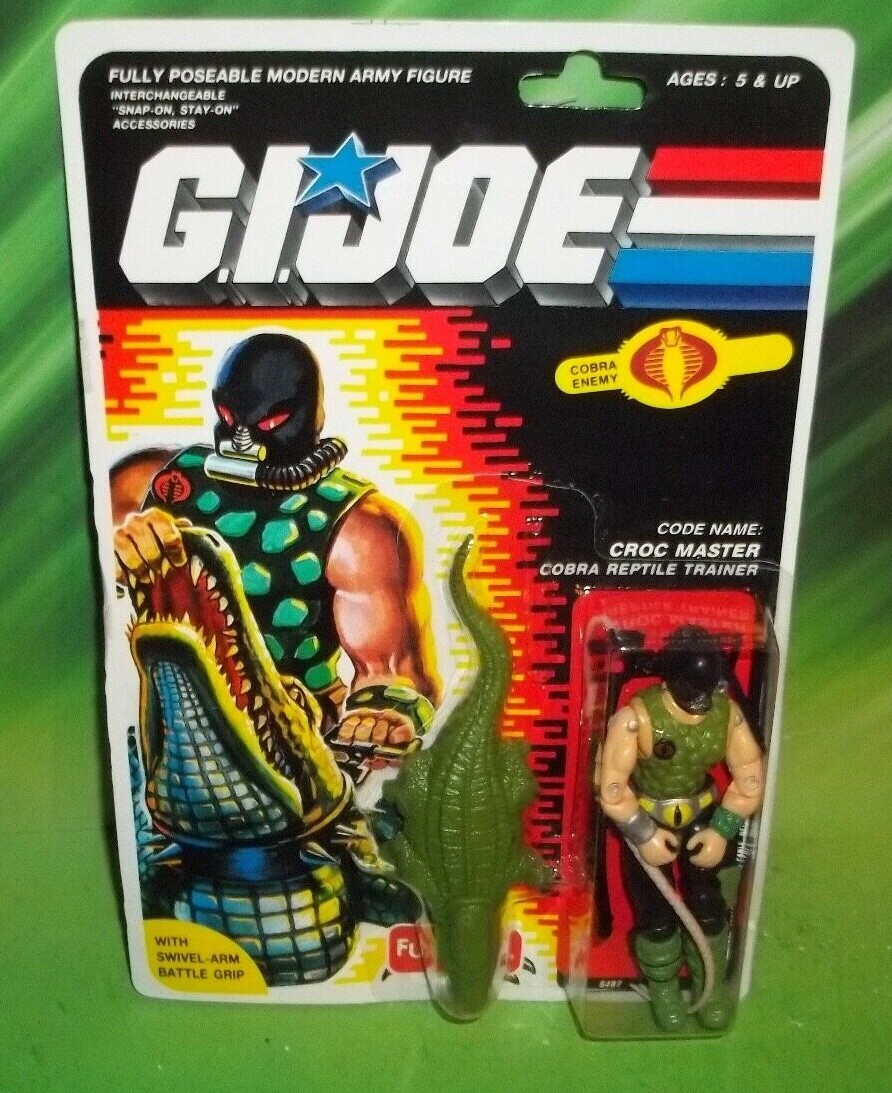 FULLY POSEABLE MODERN ARMY FIGURE
AGES: 5 & UP
INTERCHANGEABLE
"SNAP-ON, STAY-ON"
ACCESSORIES
G.I.JOE
COBRA
ENEMY
CODE NAME:
CROC MASTER
COBRA REPTILE TRAINER
WITH
SWIVEL-ARM
BATTLE GRIP
6487